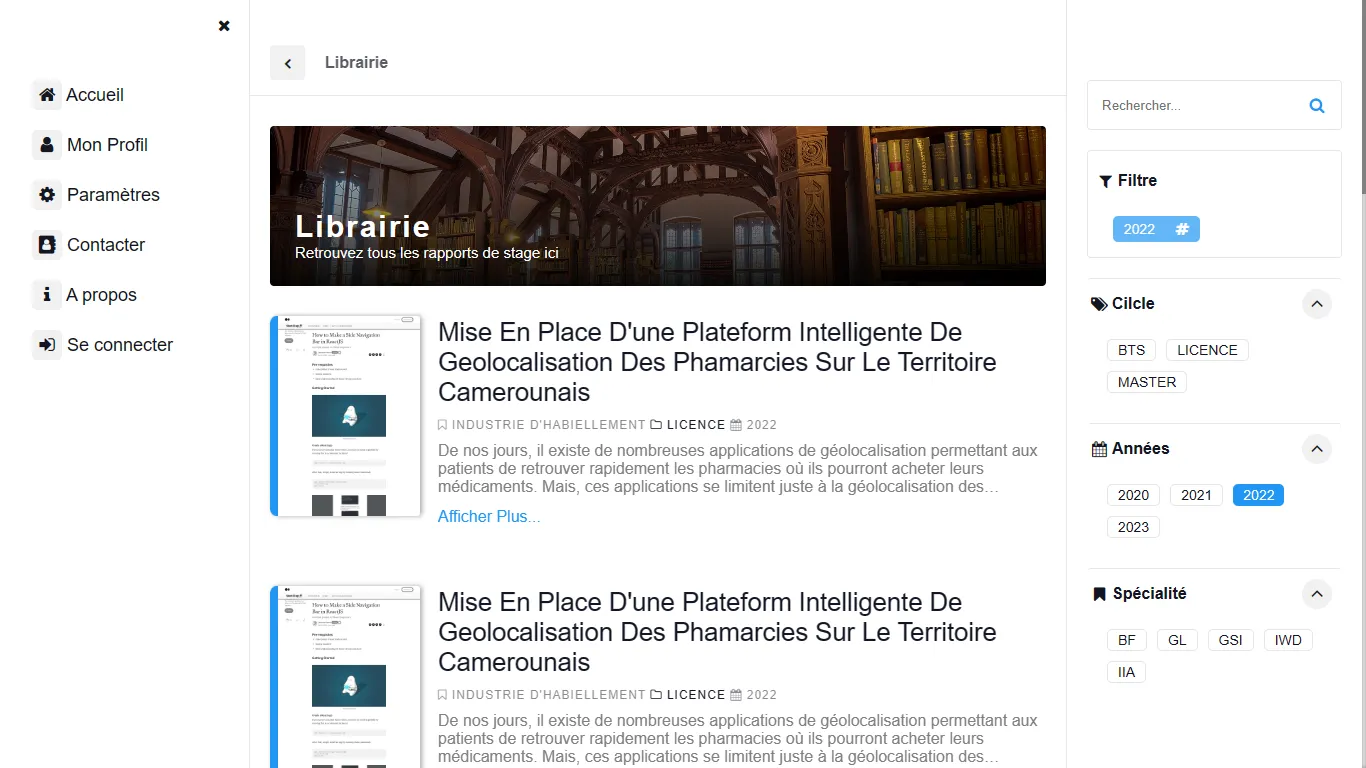 Accueil
Mon Profil
Paramètres
Contacter
A propos
Se connecter
Librairie
Librairie
Retrouvez tous les rapports de stage ici
How to Make a Side Navigation
Bar in ReactJS
Mise En Place D'une Plateform Intelligente De
Geolocalisation Des Phamarcies Sur Le Territoire
Camerounais
INDUSTRIE D'HABIELLEMENT LICENCE 2022
De nos jours, il existe de nombreuses applications de géolocalisation permettant aux
patients de retrouver rapidement les pharmacies où ils pourront acheter leurs
médicaments. Mais, ces applications se limitent juste à la géolocalisation des…
Afficher Plus...
How to Make a Side Navigation
Bar in ReactJS
Mise En Place D'une Plateform Intelligente De
Geolocalisation Des Phamarcies Sur Le Territoire
Camerounais
INDUSTRIE D'HABIELLEMENT LICENCE 2022
De nos jours, il existe de nombreuses applications de géolocalisation permettant aux
patients de retrouver rapidement les pharmacies où ils pourront acheter leurs
médicaments. Mais, ces applications se limitent juste à la géolocalisation des…
Rechercher...
Filtre
2022 #
Cilcle
BTS LICENCE
MASTER
Années
2020 2021 2022
2023
Spécialité
BF GL GSI IWD
IIA